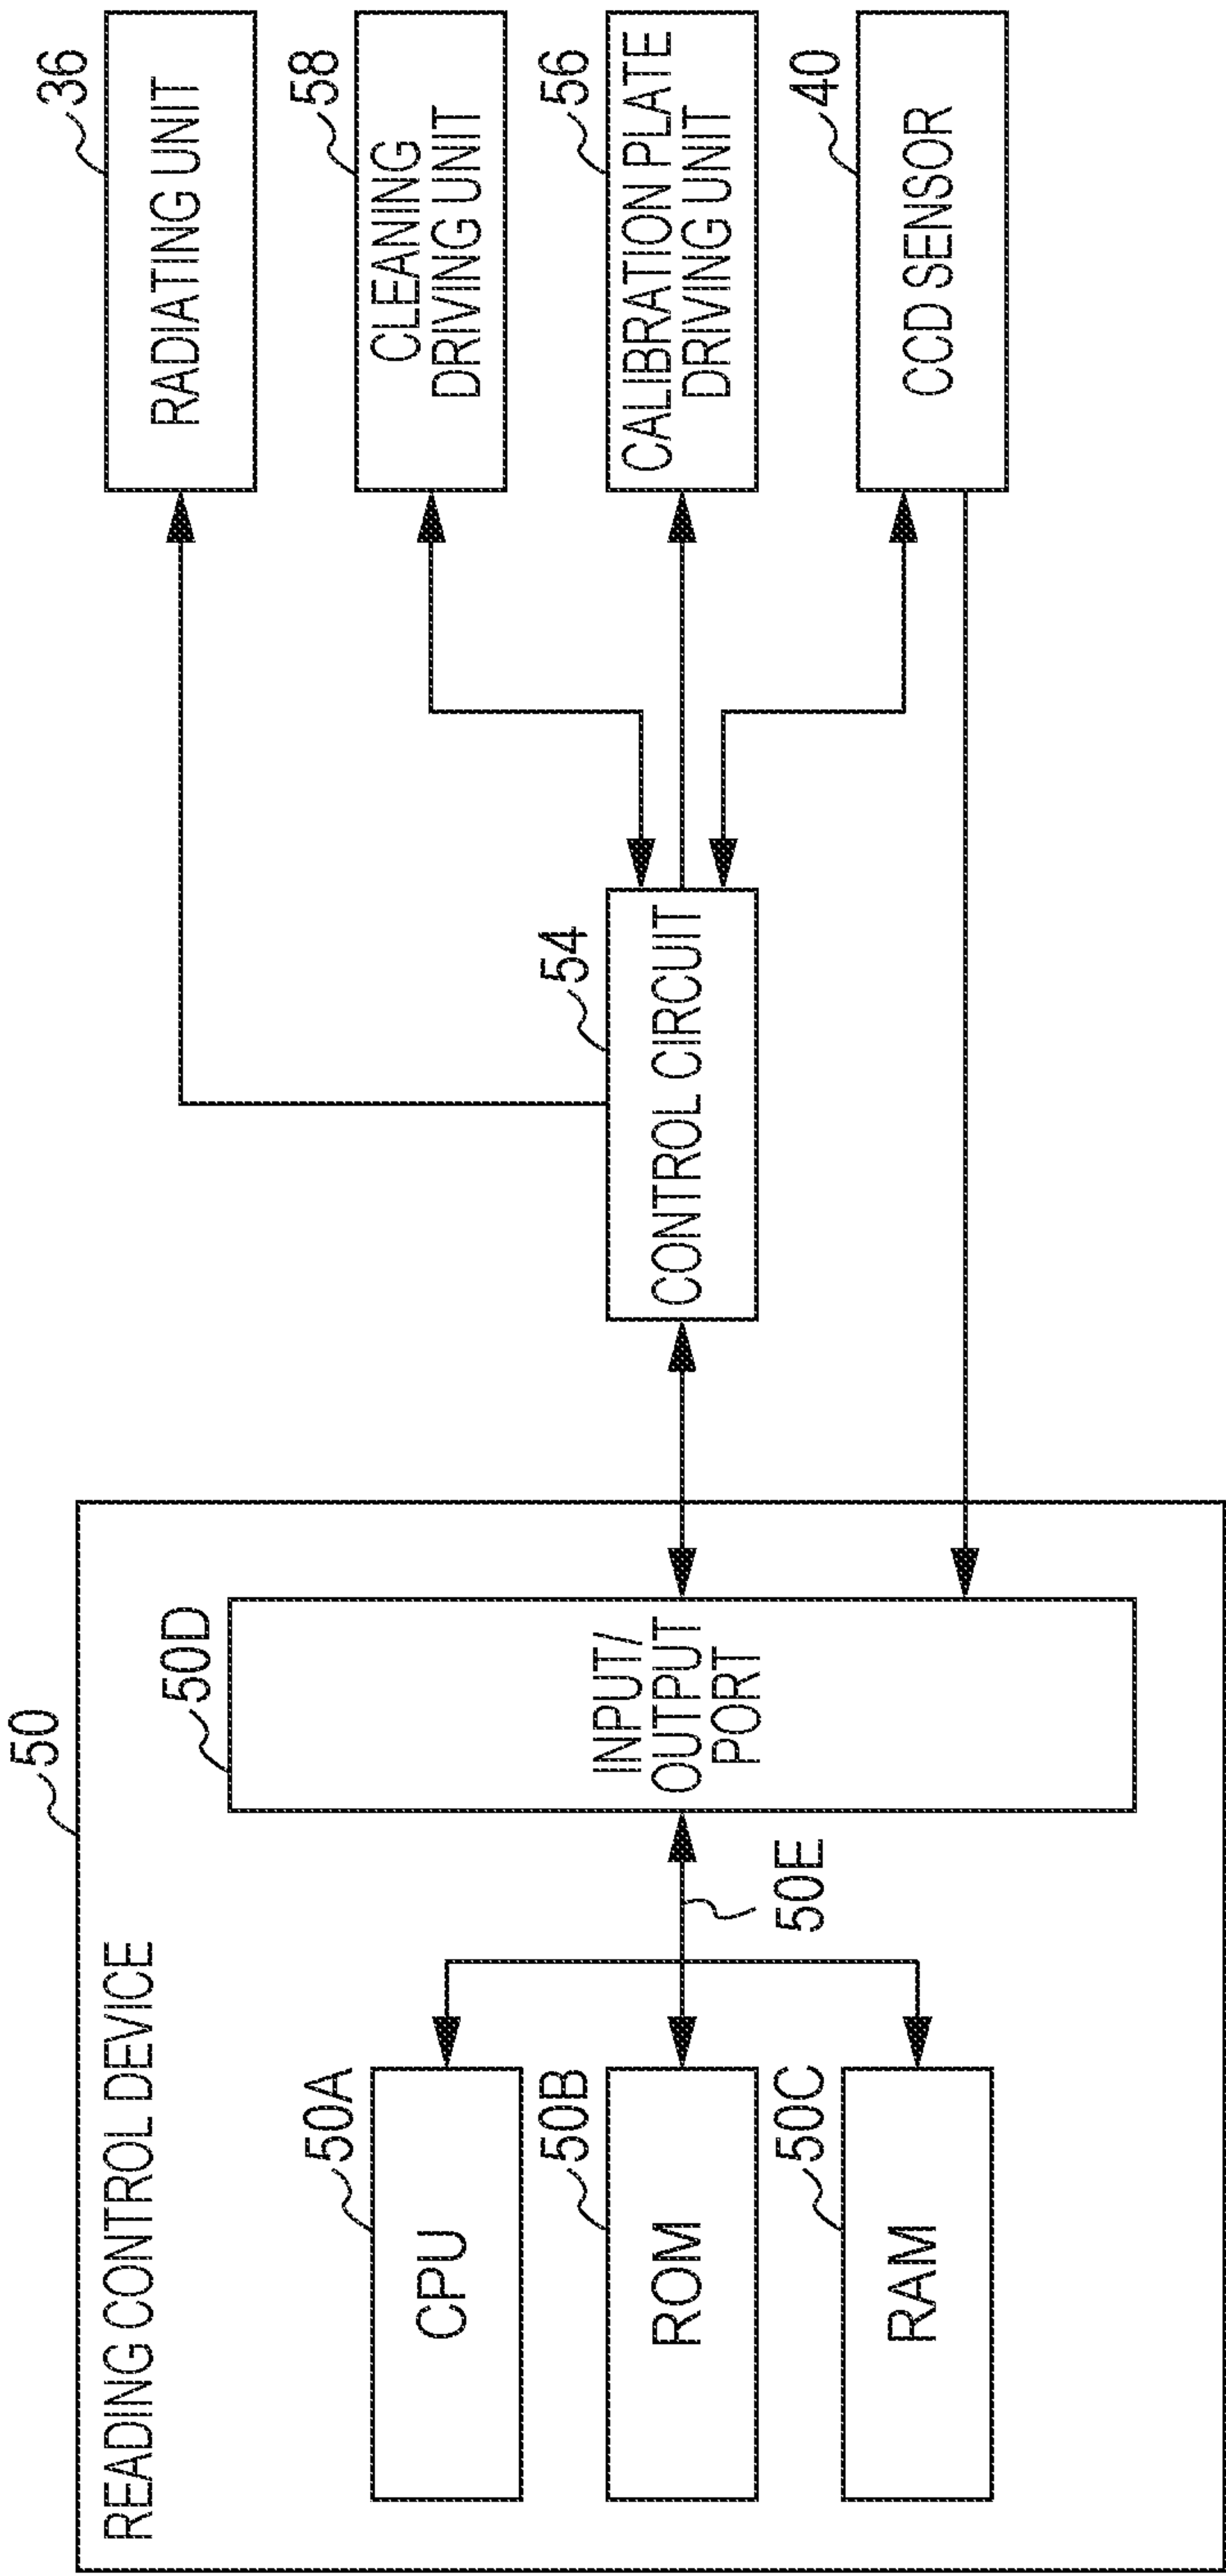 50
READING CONTROL DEVICE
50A
CPU
50B
ROM
50C
RAM
50D
INPUT/
OUTPUT
PORT
50E
54
CONTROL CIRCUIT
36
RADIATING UNIT
58
CLEANING
DRIVING UNIT
56
CALIBRATION PLATE
DRIVING UNIT
40
CCD SENSOR